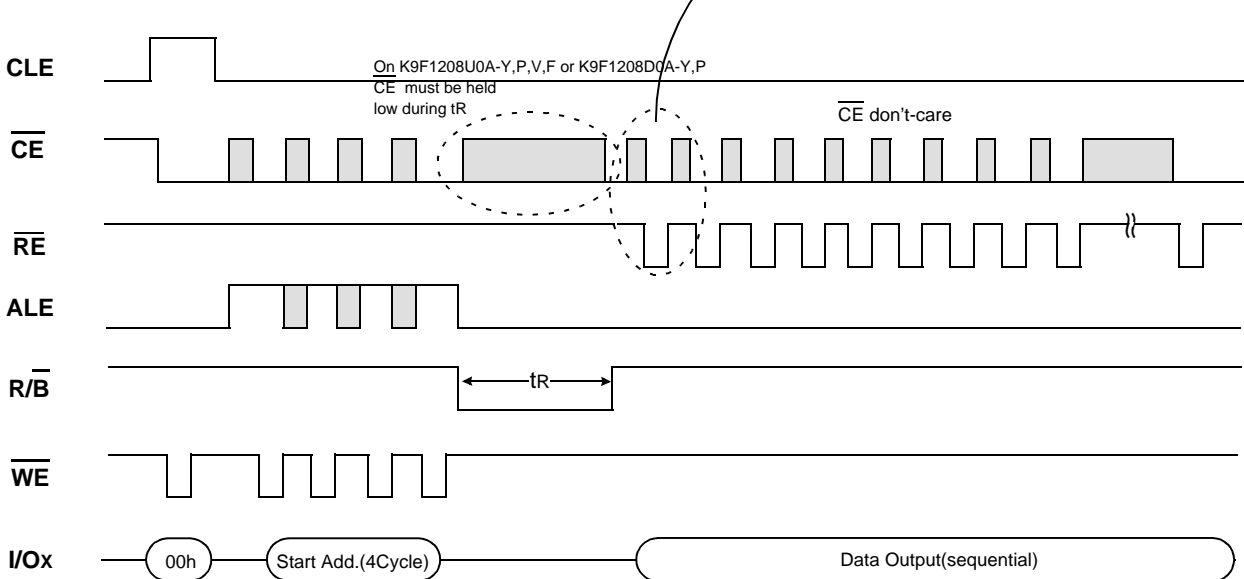 CLE
On K9F1208U0A-Y,P,V,F or K9F1208D0A-Y,P
CE must be held
low during tR
CE don't-care
CE
RE
ALE
R/B
tR
WE
I/Ox
00h
Start Add.(4Cycle)
Data Output(sequential)